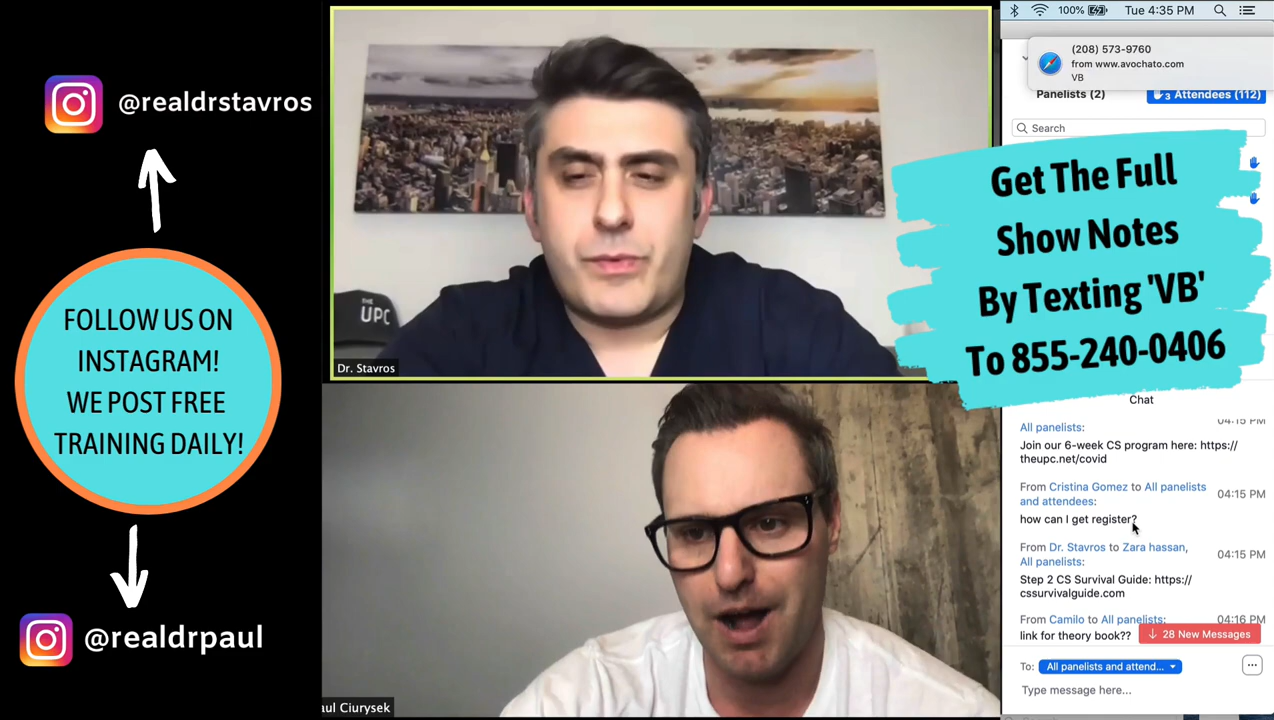 @realdrstavros
FOLLOW US ON
INSTAGRAM!
WE POST FREE
TRAINING DAILY!
@realdrpaul
THE
UPC
Dr. Stavros
aul Ciurysek
100%
Tue 4:35 PM
(208) 573-9760
from www.avochato.com
VB
Panelists (2)
3 Attendees (112)
Search
Get The Full
Show Notes
By Texting 'VB'
To 855-240-0406
Chat
04:15 PM
All panelists:
Join our 6-week CS program here: https://
theupc.net/covid
From Cristina Gomez to All panelists
and attendees:
04:15 PM
how can I get register?
From Dr. Stavros to Zara hassan,
All panelists:
04:15 PM
Step 2 CS Survival Guide: https://
cssurvivalguide.com
From Camilo to All panelists:
04:16 PM
link for theory book??
28 New Messages
To: All panelists and attend...
Type message here...